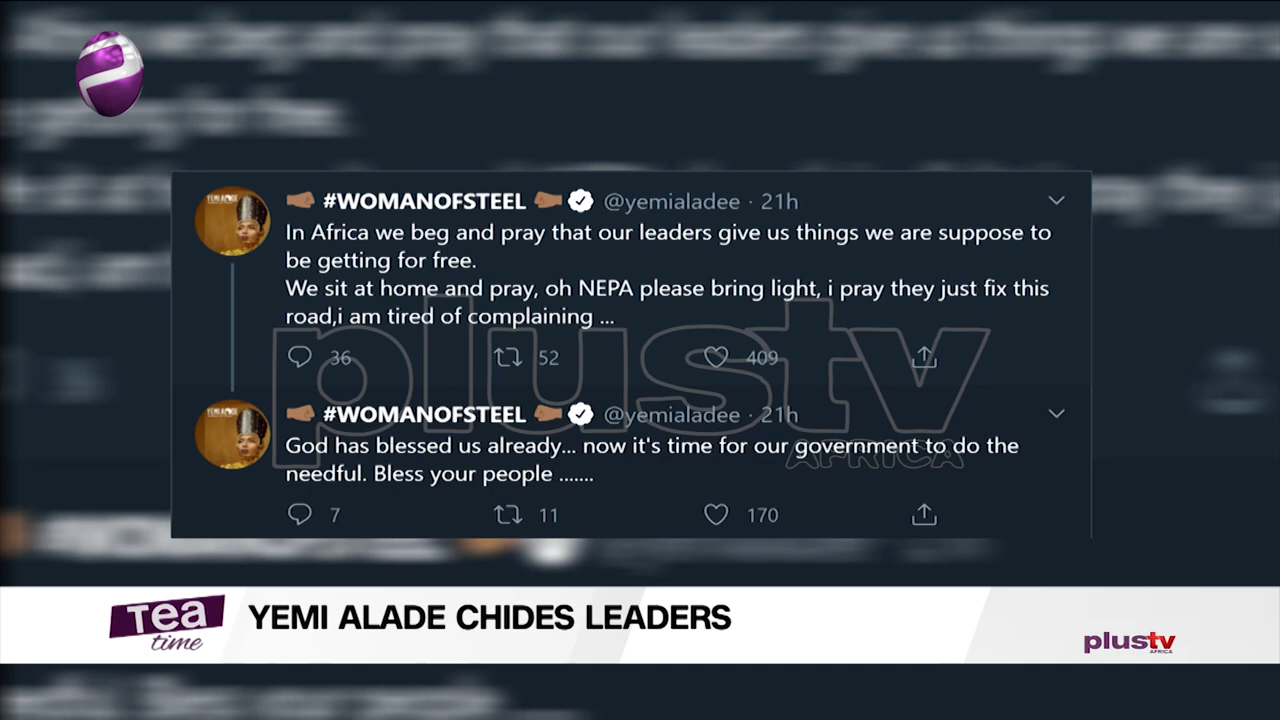 #WOMANOFSTEEL @yemialadee · 21h
In Africa we beg and pray that our leaders give us things we are suppose to
be getting for free.
We sit at home and pray, oh NEPA please bring light, i pray they just fix this
road,i am tired of complaining ...
36 52 409
#WOMANOFSTEEL @yemialadee · 21h
God has blessed us already... now it's time for our government to do the
needful. Bless your people .......
7 11 170
plustv
AFRICA
Tea
time
YEMI ALADE CHIDES LEADERS
plustv
AFRICA